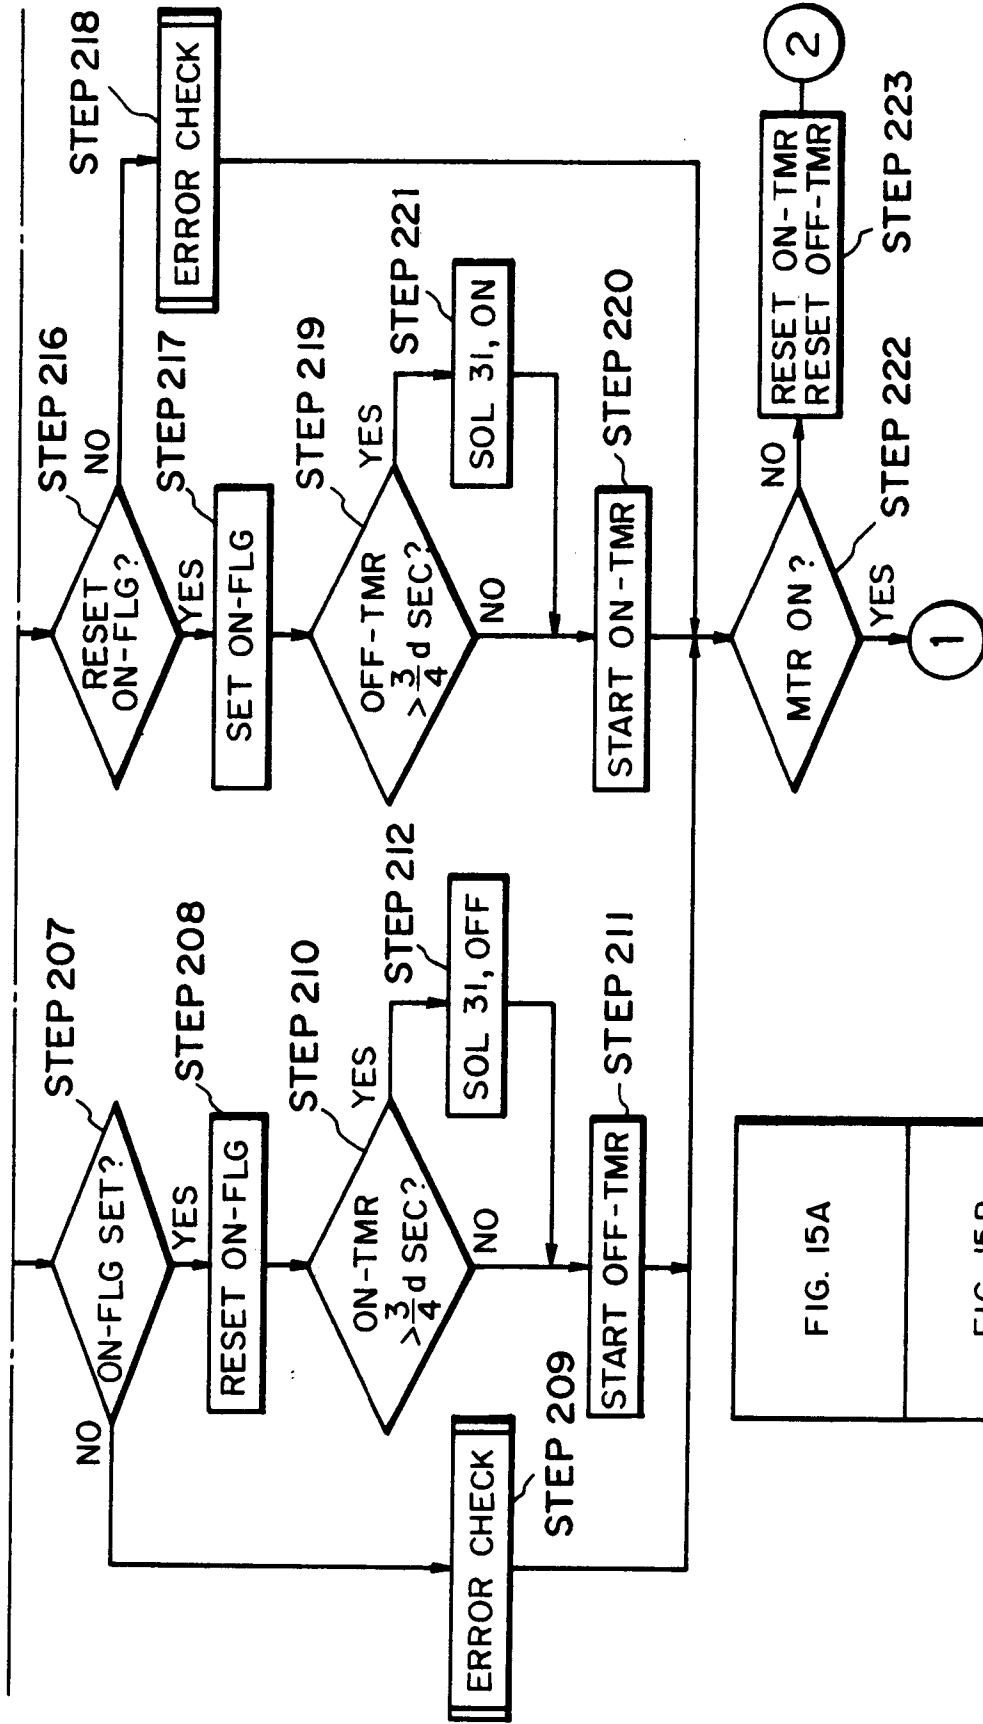 STEP 207
ON-FLG SET?
NO
YES
STEP 208
RESET ON-FLG
STEP 210
ON-TMR
>3/4 d SEC?
YES
NO
STEP 212
SOL 31, OFF
ERROR CHECK
STEP 209
START OFF-TMR
STEP 211
STEP 216
RESET
ON-FLG?
NO
YES
STEP 218
ERROR CHECK
STEP 217
SET ON-FLG
STEP 219
OFF-TMR
>3/4 d SEC?
YES
NO
STEP 221
SOL 31, ON
START ON-TMR
STEP 220
MTR ON?
NO
YES
STEP 222
RESET ON-TMR
RESET OFF-TMR
STEP 223
2
1
FIG. 15A